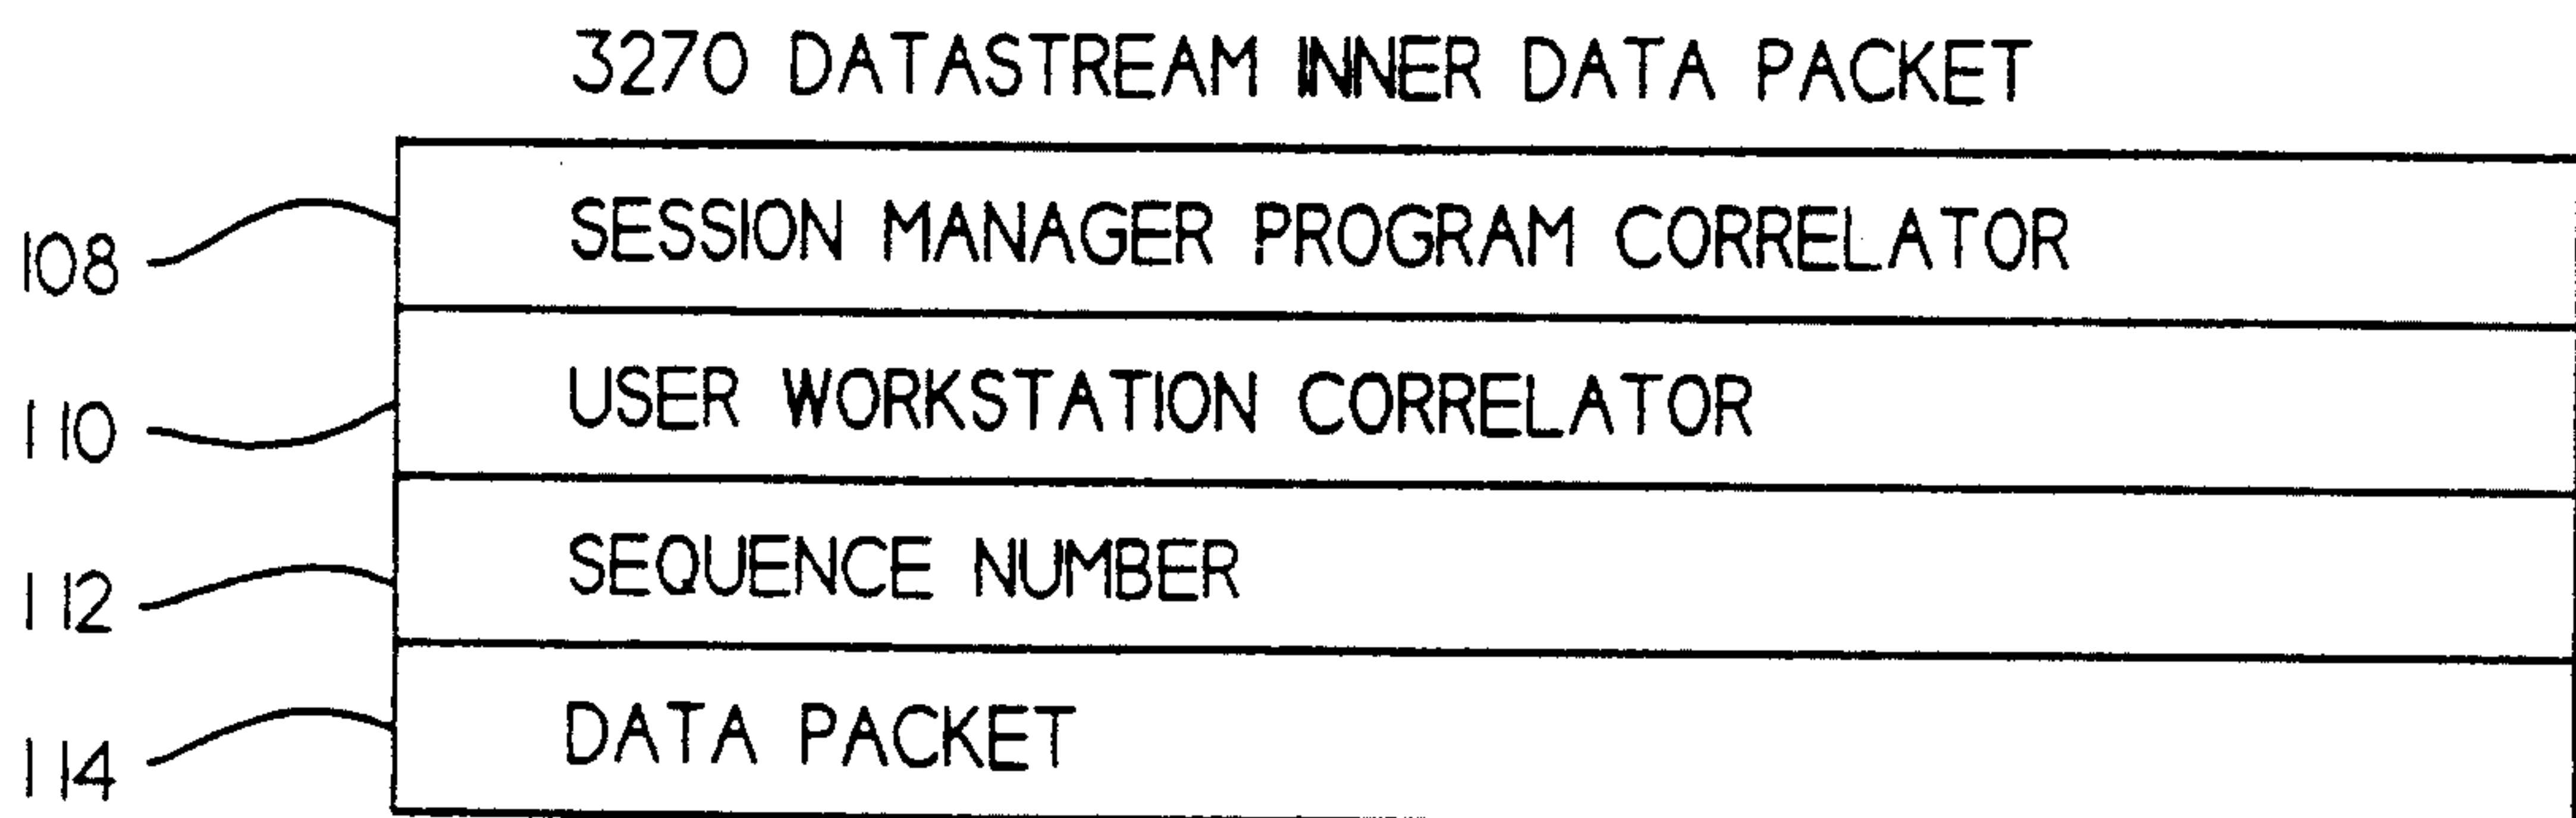 3270 DATASTREAM INNER DATA PACKET
108 SESSION MANAGER PROGRAM CORRELATOR
110 USER WORKSTATION CORRELATOR
112 SEQUENCE NUMBER
114 DATA PACKET